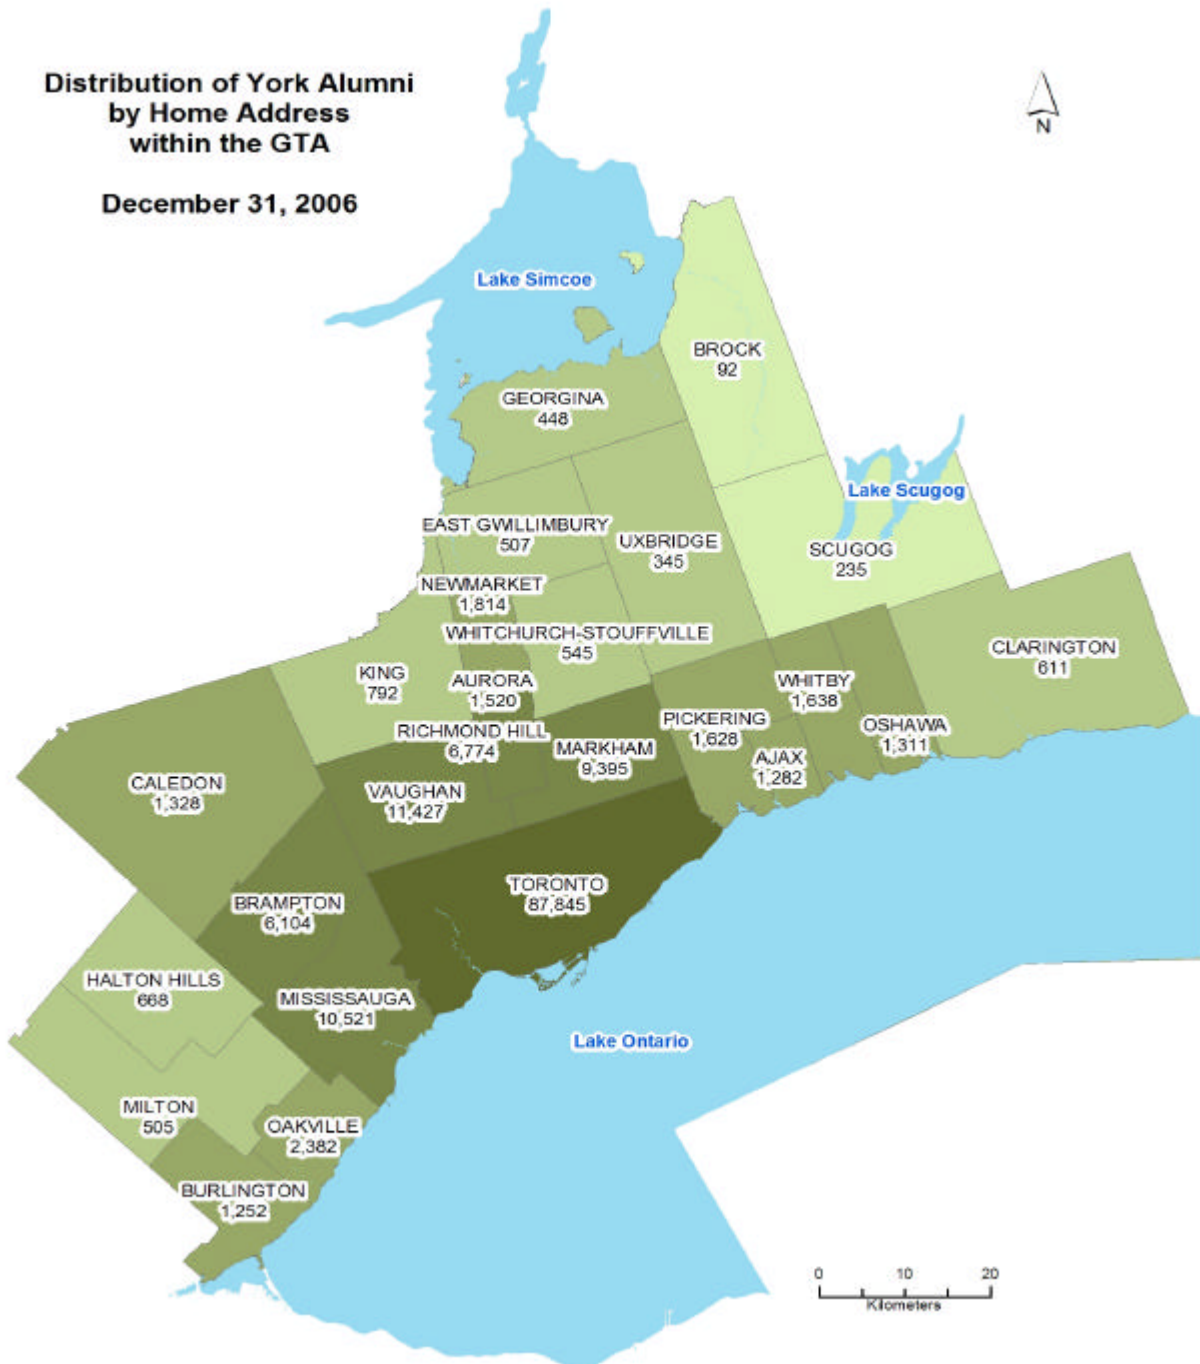 Distribution of York Alumni
by Home Address
within the GTA
December 31, 2006
N
Lake Simcoe
BROCK
92
GEORGINA
448
Lake Scugog
EAST GWILLIMBURY
507
UXBRIDGE
345
SCUGOG
235
NEWMARKET
1,814
WHITCHURCH-STOUFFVILLE
545
CLARINGTON
611
KING
792
AURORA
1,520
WHITBY
1,638
PICKERING
1,628
OSHAWA
1,311
RICHMOND HILL
6,774
MARKHAM
9,395
AJAX
1,282
CALEDON
1,328
VAUGHAN
11,427
TORONTO
87,845
BRAMPTON
6,104
HALTON HILLS
668
MISSISSAUGA
10,521
Lake Ontario
MILTON
505
OAKVILLE
2,382
BURLINGTON
1,252
0 10 20
Kilometers